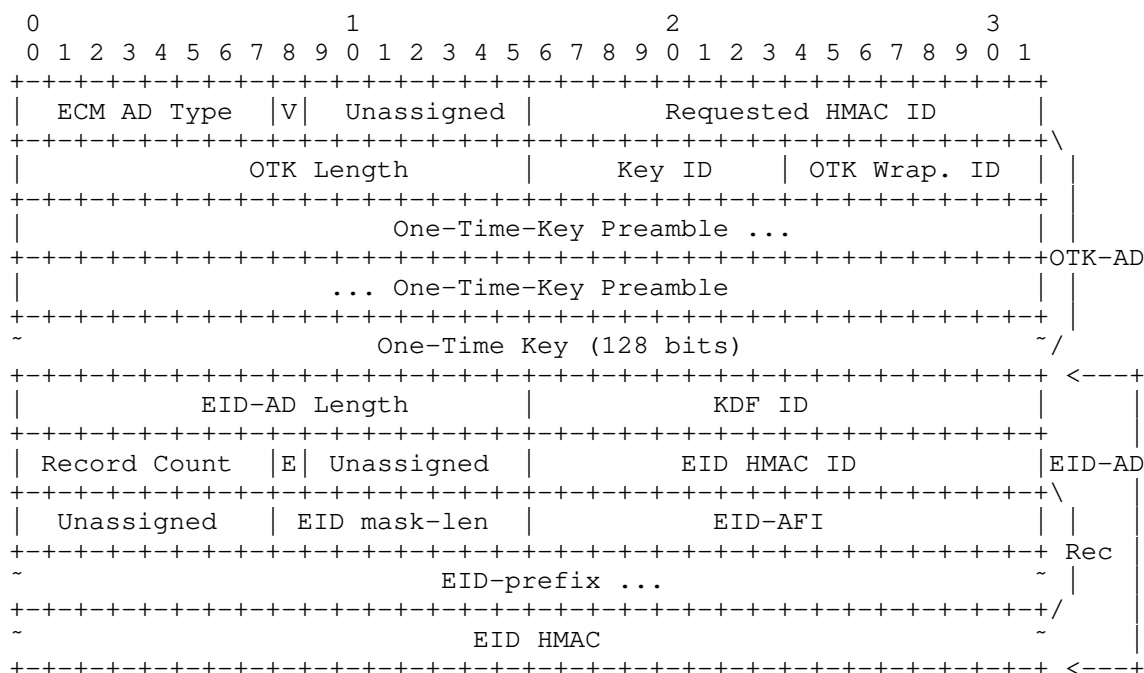 0                   1                   2                   3
 0 1 2 3 4 5 6 7 8 9 0 1 2 3 4 5 6 7 8 9 0 1 2 3 4 5 6 7 8 9 0 1
+-+-+-+-+-+-+-+-+-+-+-+-+-+-+-+-+-+-+-+-+-+-+-+-+-+-+-+-+-+-+-+-+
|  ECM AD Type  |V|  Unassigned |        Requested HMAC ID      |
+-+-+-+-+-+-+-+-+-+-+-+-+-+-+-+-+-+-+-+-+-+-+-+-+-+-+-+-+-+-+-+-+\
|              OTK Length       |     Key ID    | OTK Wrap. ID  | |
+-+-+-+-+-+-+-+-+-+-+-+-+-+-+-+-+-+-+-+-+-+-+-+-+-+-+-+-+-+-+-+-+ |
|                       One-Time-Key Preamble ...               | |
+-+-+-+-+-+-+-+-+-+-+-+-+-+-+-+-+-+-+-+-+-+-+-+-+-+-+-+-+-+-+-+-+OTK-AD
|                   ... One-Time-Key Preamble                   | |
+-+-+-+-+-+-+-+-+-+-+-+-+-+-+-+-+-+-+-+-+-+-+-+-+-+-+-+-+-+-+-+-+ |
~                      One-Time Key (128 bits)                  ~/
+-+-+-+-+-+-+-+-+-+-+-+-+-+-+-+-+-+-+-+-+-+-+-+-+-+-+-+-+-+-+-+-+ <---+
|           EID-AD Length       |           KDF ID              |     |
+-+-+-+-+-+-+-+-+-+-+-+-+-+-+-+-+-+-+-+-+-+-+-+-+-+-+-+-+-+-+-+-+     |
| Record Count  |E| Unassigned  |         EID HMAC ID           |EID-AD
+-+-+-+-+-+-+-+-+-+-+-+-+-+-+-+-+-+-+-+-+-+-+-+-+-+-+-+-+-+-+-+-+\    |
|  Unassigned   | EID mask-len  |           EID-AFI             | |   |
+-+-+-+-+-+-+-+-+-+-+-+-+-+-+-+-+-+-+-+-+-+-+-+-+-+-+-+-+-+-+-+-+ Rec |
~                          EID-prefix ...                       ~ |   |
+-+-+-+-+-+-+-+-+-+-+-+-+-+-+-+-+-+-+-+-+-+-+-+-+-+-+-+-+-+-+-+-+/    |
~                            EID HMAC                           ~     |
+-+-+-+-+-+-+-+-+-+-+-+-+-+-+-+-+-+-+-+-+-+-+-+-+-+-+-+-+-+-+-+-+ <---+